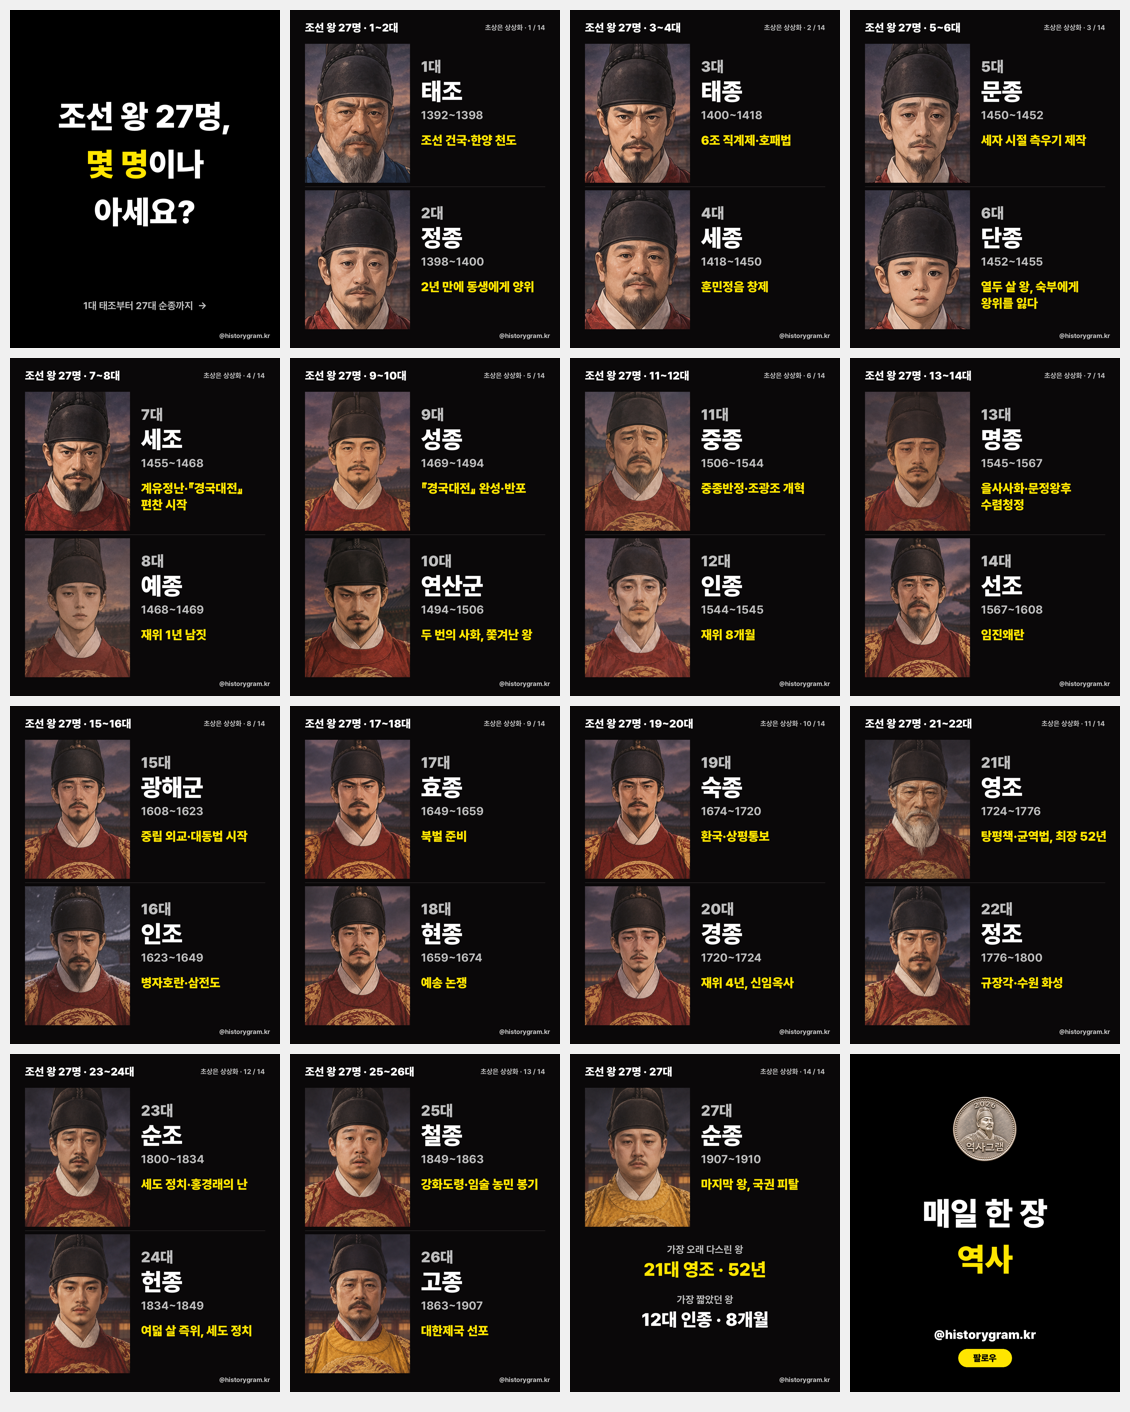 조선 왕 27명,
몇 명이나
아세요?
1대 태조부터 27대 순종까지 →
@historygram.kr
조선 왕 27명 · 1~2대
초상은 상상화 · 1 / 14
1대
태조
1392~1398
조선 건국·한양 천도
2대
정종
1398~1400
2년 만에 동생에게 양위
@historygram.kr
조선 왕 27명 · 3~4대
초상은 상상화 · 2 / 14
3대
태종
1400~1418
6조 직계제·호패법
4대
세종
1418~1450
훈민정음 창제
@historygram.kr
조선 왕 27명 · 5~6대
초상은 상상화 · 3 / 14
5대
문종
1450~1452
세자 시절 측우기 제작
6대
단종
1452~1455
열두 살 왕, 숙부에게
왕위를 잃다
@historygram.kr
조선 왕 27명 · 7~8대
초상은 상상화 · 4 / 14
7대
세조
1455~1468
계유정난·『경국대전』
편찬 시작
8대
예종
1468~1469
재위 1년 남짓
@historygram.kr
조선 왕 27명 · 9~10대
초상은 상상화 · 5 / 14
9대
성종
1469~1494
『경국대전』 완성·반포
10대
연산군
1494~1506
두 번의 사화, 쫓겨난 왕
@historygram.kr
조선 왕 27명 · 11~12대
초상은 상상화 · 6 / 14
11대
중종
1506~1544
중종반정·조광조 개혁
12대
인종
1544~1545
재위 8개월
@historygram.kr
조선 왕 27명 · 13~14대
초상은 상상화 · 7 / 14
13대
명종
1545~1567
을사사화·문정왕후
수렴청정
14대
선조
1567~1608
임진왜란
@historygram.kr
조선 왕 27명 · 15~16대
초상은 상상화 · 8 / 14
15대
광해군
1608~1623
중립 외교·대동법 시작
16대
인조
1623~1649
병자호란·삼전도
@historygram.kr
조선 왕 27명 · 17~18대
초상은 상상화 · 9 / 14
17대
효종
1649~1659
북벌 준비
18대
현종
1659~1674
예송 논쟁
@historygram.kr
조선 왕 27명 · 19~20대
초상은 상상화 · 10 / 14
19대
숙종
1674~1720
환국·상평통보
20대
경종
1720~1724
재위 4년, 신임옥사
@historygram.kr
조선 왕 27명 · 21~22대
초상은 상상화 · 11 / 14
21대
영조
1724~1776
탕평책·균역법, 최장 52년
22대
정조
1776~1800
규장각·수원 화성
@historygram.kr
조선 왕 27명 · 23~24대
초상은 상상화 · 12 / 14
23대
순조
1800~1834
세도 정치·홍경래의 난
24대
헌종
1834~1849
여덟 살 즉위, 세도 정치
조선 왕 27명 · 25~26대
초상은 상상화 · 13 / 14
25대
철종
1849~1863
강화도령·임술 농민 봉기
26대
고종
1863~1907
대한제국 선포
@historygram.kr
조선 왕 27명 · 27대
초상은 상상화 · 14 / 14
27대
순종
1907~1910
마지막 왕, 국권 피탈
가장 오래 다스린 왕
21대 영조 · 52년
가장 짧았던 왕
12대 인종 · 8개월
@historygram.kr
2026
역사그램
매일 한 장
역사
@historygram.kr
팔로우